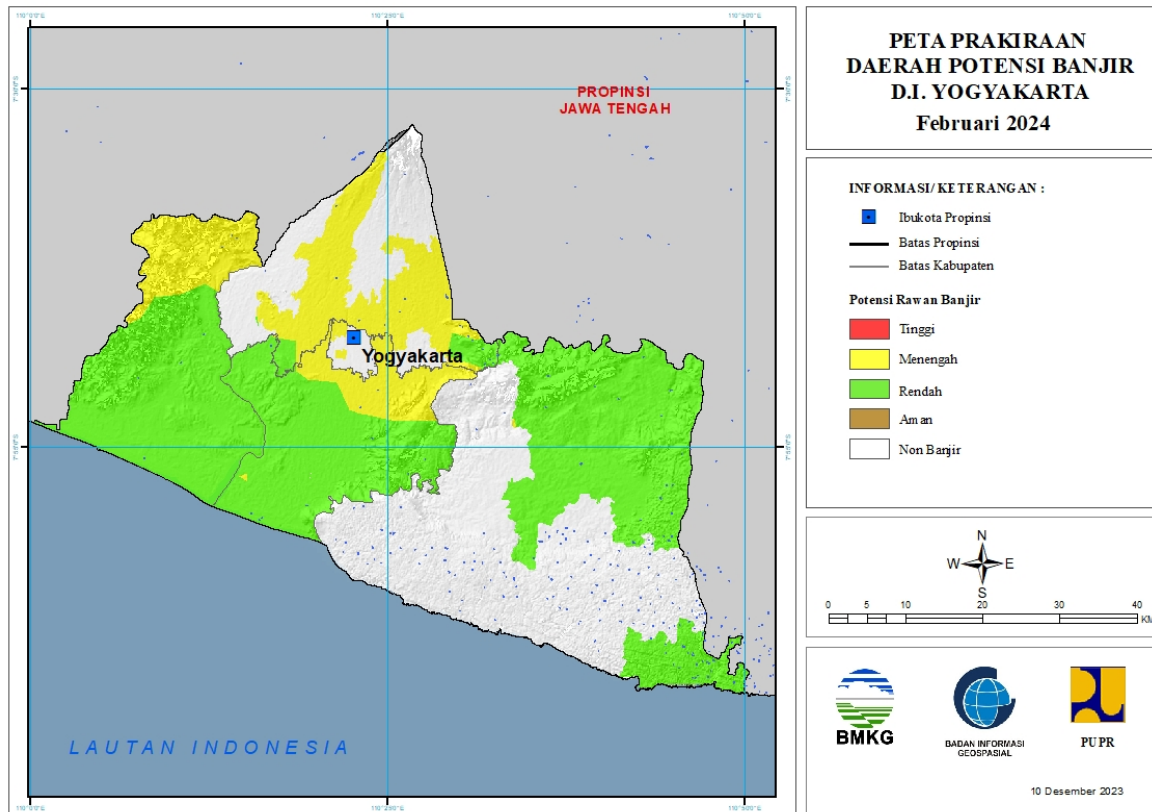 PETA PRAKIRAAN
DAERAH POTENSI BANJIR
D.I. YOGYAKARTA
Februari 2024
PROPINSI
JAWA TENGAH
Yogyakarta
LAUTAN INDONESIA
INFORMASI/ KETERANGAN :
Ibukota Propinsi
Batas Propinsi
Batas Kabupaten
Potensi Rawan Banjir
Tinggi
Menengah
Rendah
Aman
Non Banjir
N
W E
S
0 5 10 20 30 40
KM
BMKG
BADAN INFORMASI
GEOSPASIAL
PUPR
10 Desember 2023